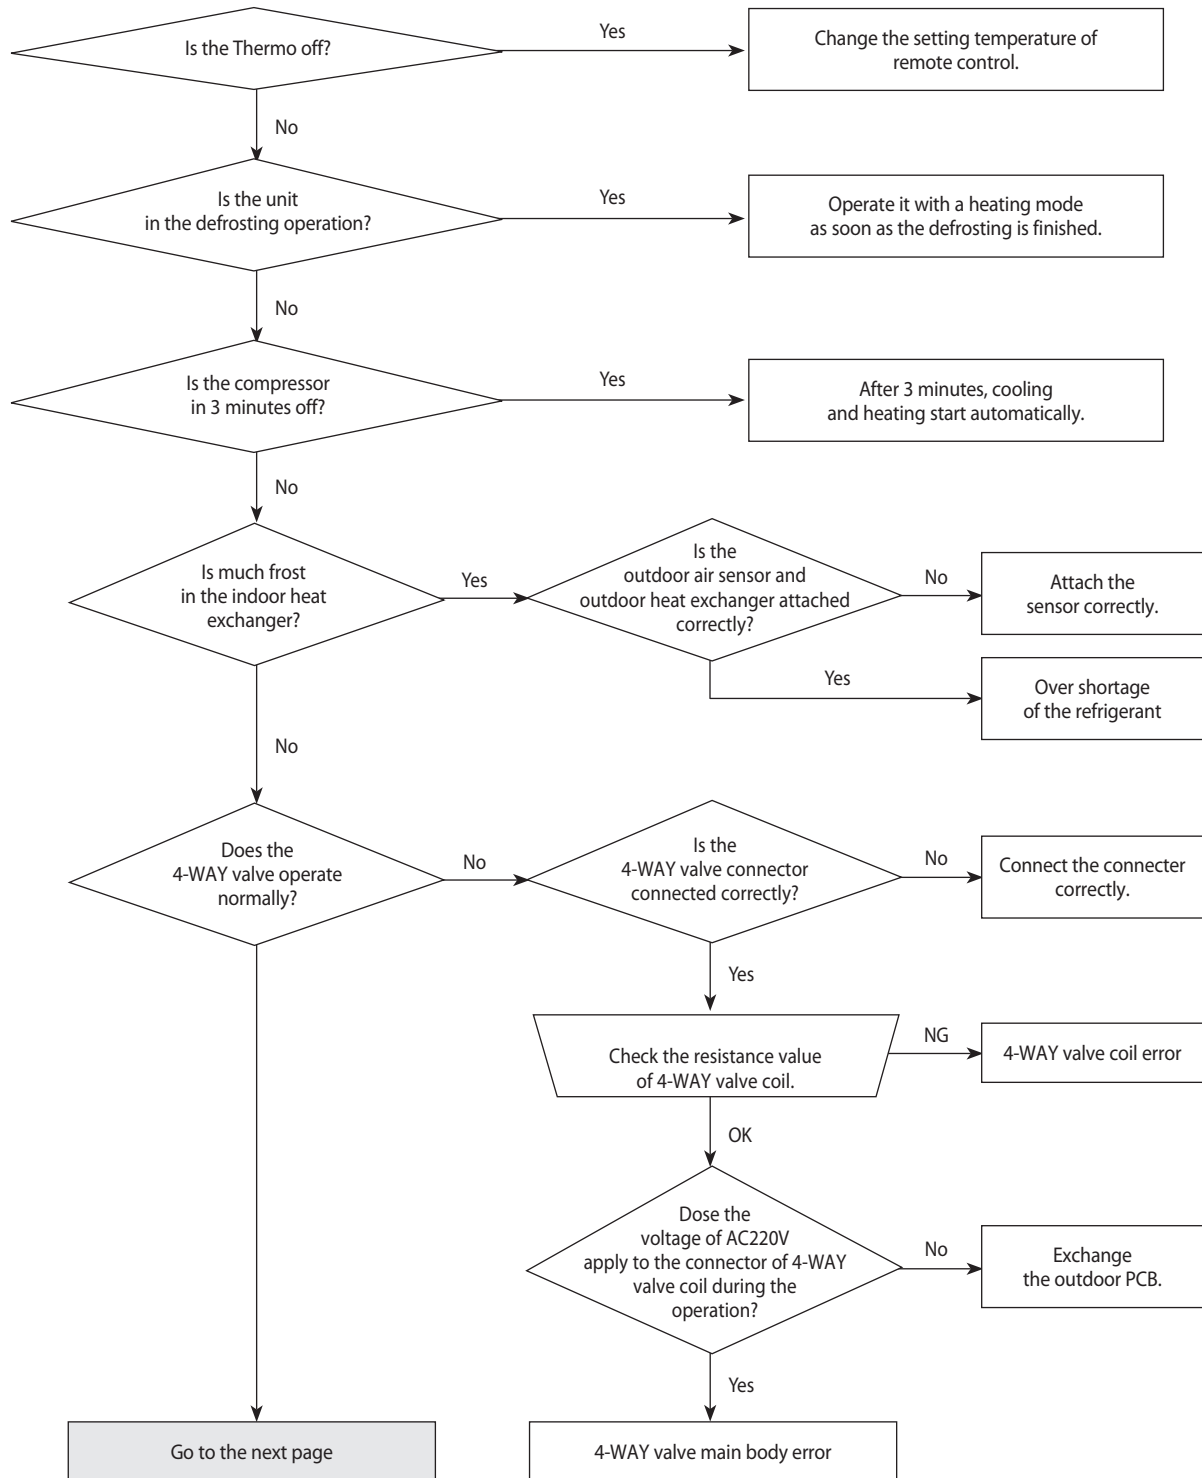 Is the Thermo off?
Yes
Change the setting temperature of
remote control.
No
Is the unit
in the defrosting operation?
Yes
Operate it with a heating mode
as soon as the defrosting is finished.
No
Is the compressor
in 3 minutes off?
Yes
After 3 minutes, cooling
and heating start automatically.
No
Is much frost
in the indoor heat
exchanger?
Yes
Is the
outdoor air sensor and
outdoor heat exchanger attached
correctly?
No
Attach the
sensor correctly.
Yes
Over shortage
of the refrigerant
No
Does the
4-WAY valve operate
normally?
No
Is the
4-WAY valve connector
connected correctly?
No
Connect the connecter
correctly.
Yes
Check the resistance value
of 4-WAY valve coil.
NG
4-WAY valve coil error
OK
Dose the
voltage of AC220V
apply to the connector of 4-WAY
valve coil during the
operation?
No
Exchange
the outdoor PCB.
Yes
Go to the next page
4-WAY valve main body error